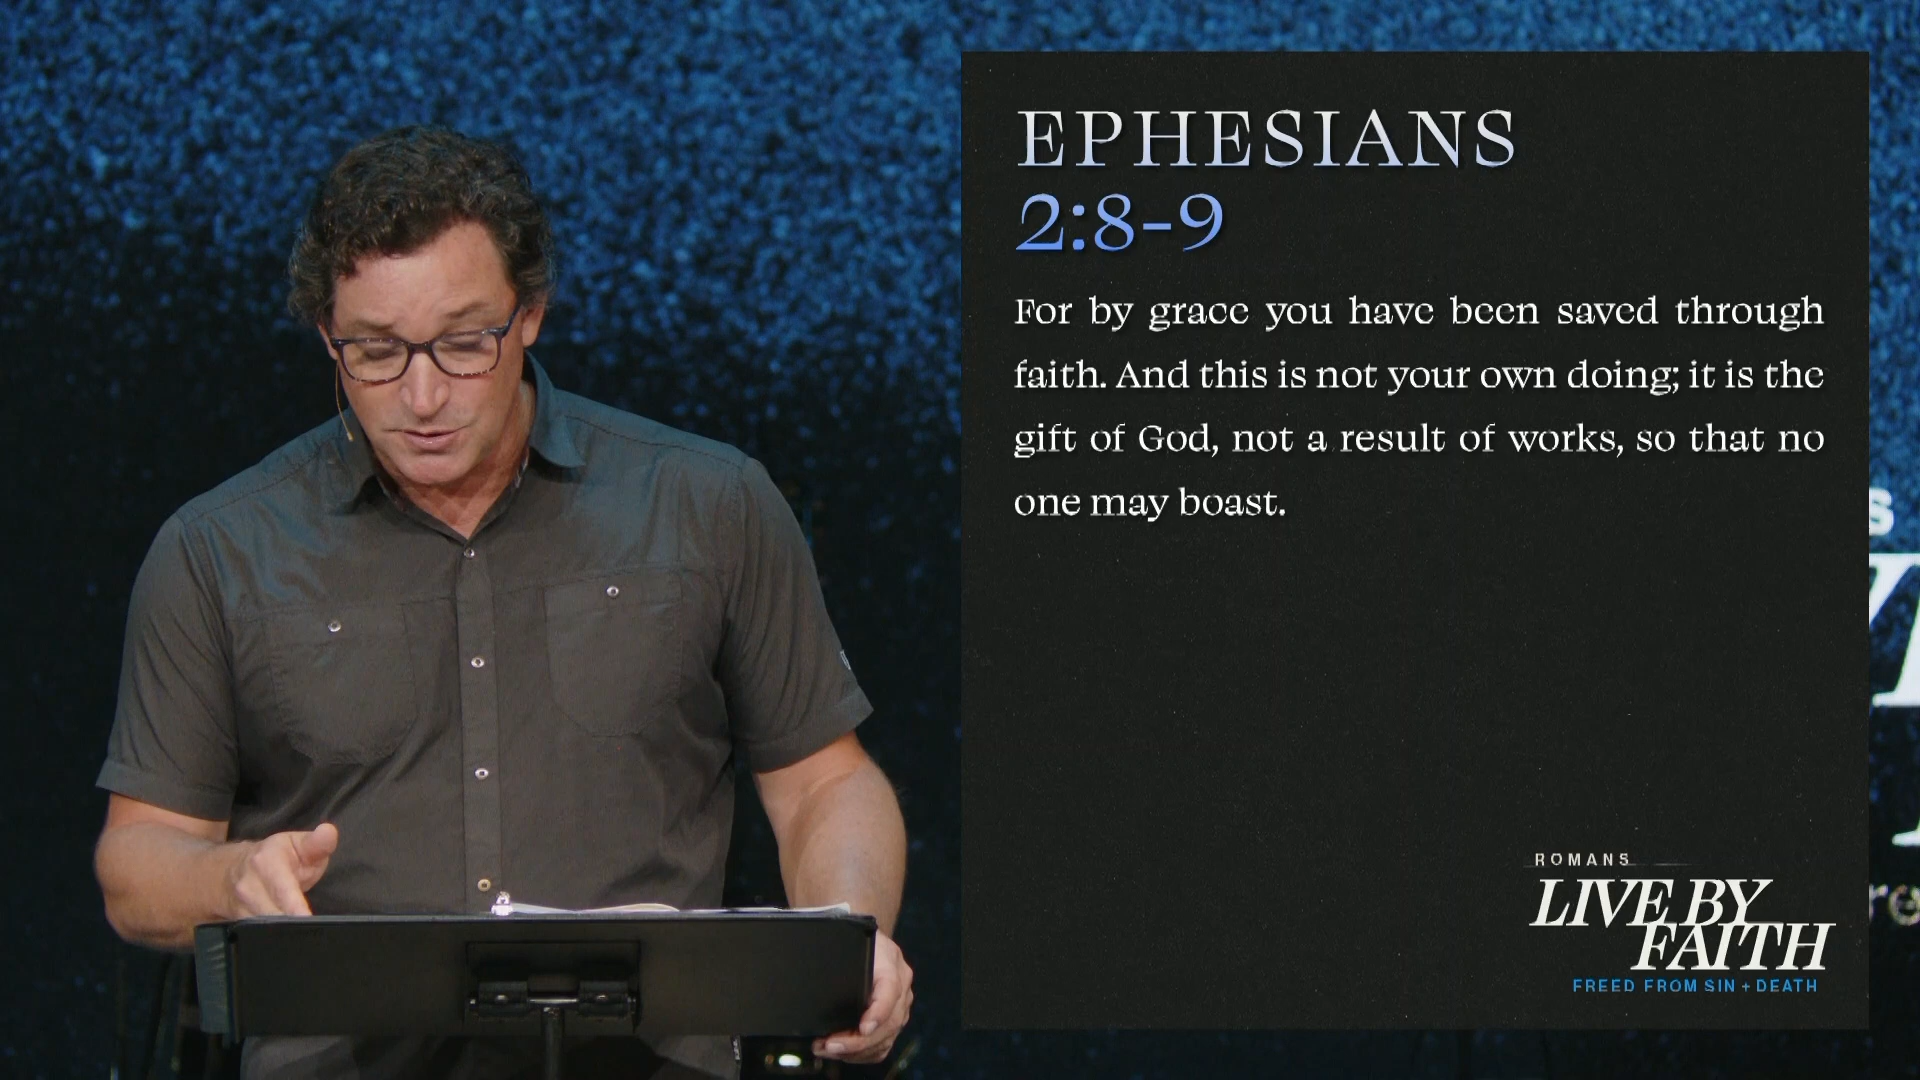 EPHESIANS
2:8-9
For by grace you have been saved through
faith. And this is not your own doing; it is the
gift of God, not a result of works, so that no
one may boast.
ROMANS
LIVE BY
FAITH
FREED FROM SIN + DEATH